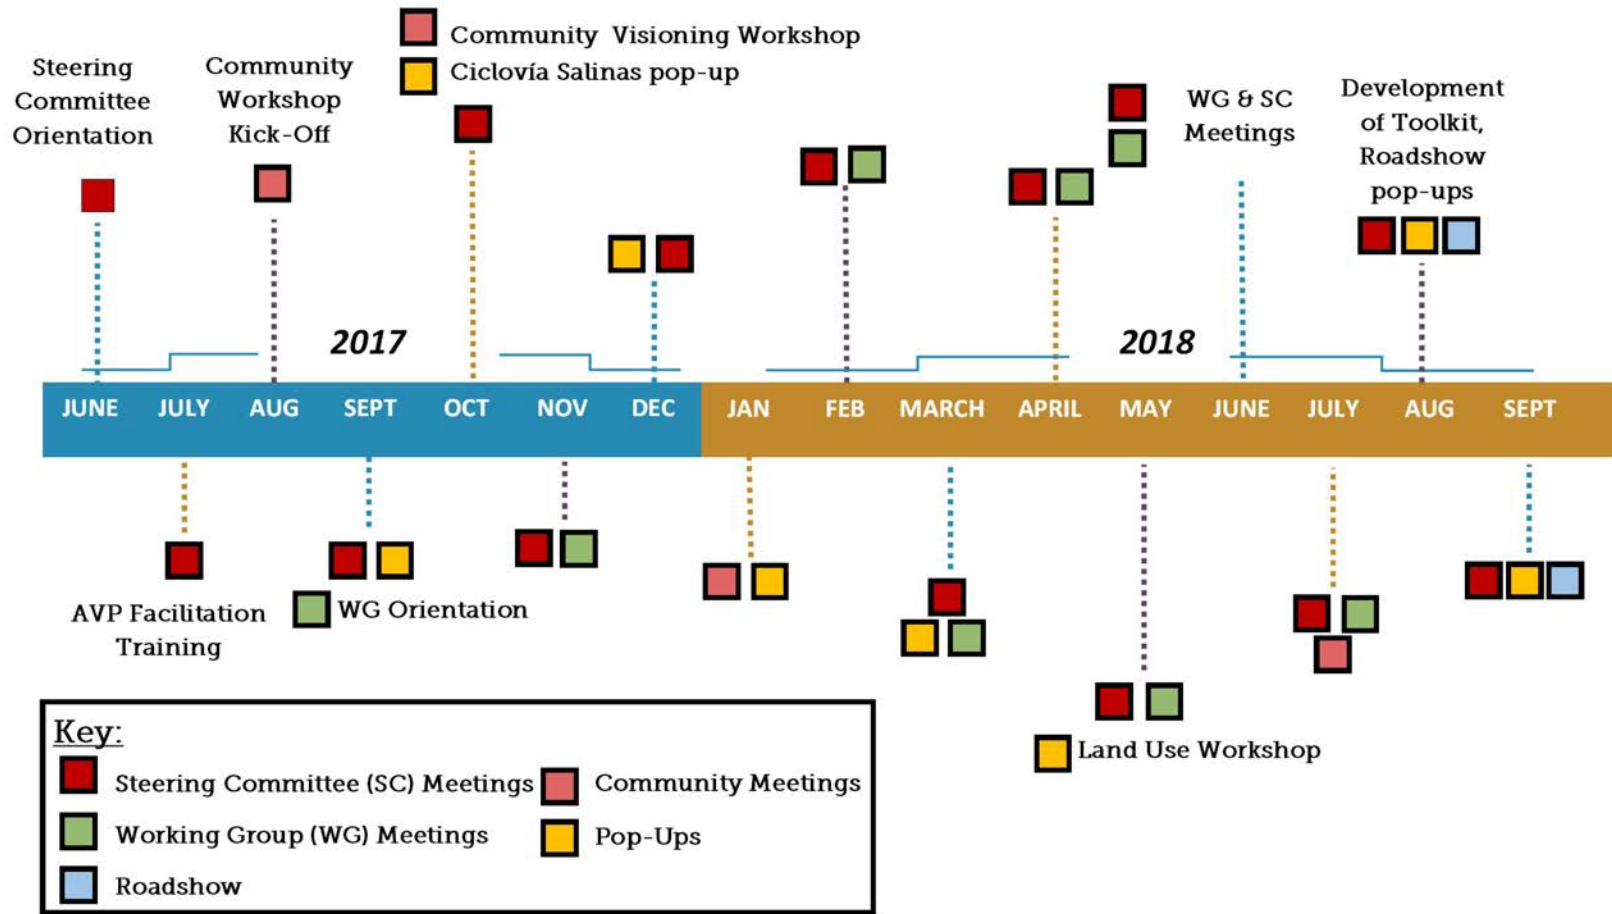 Steering
Committee
Orientation
Community
Workshop
Kick-Off
Community Visioning Workshop
Ciclovía Salinas pop-up
WG & SC
Meetings
Development
of Toolkit,
Roadshow
pop-ups
2017
2018
JUNE JULY AUG SEPT OCT NOV DEC JAN FEB MARCH APRIL MAY JUNE JULY AUG SEPT
AVP Facilitation
Training
WG Orientation
Land Use Workshop
Key:
Steering Committee (SC) Meetings
Community Meetings
Working Group (WG) Meetings
Pop-Ups
Roadshow